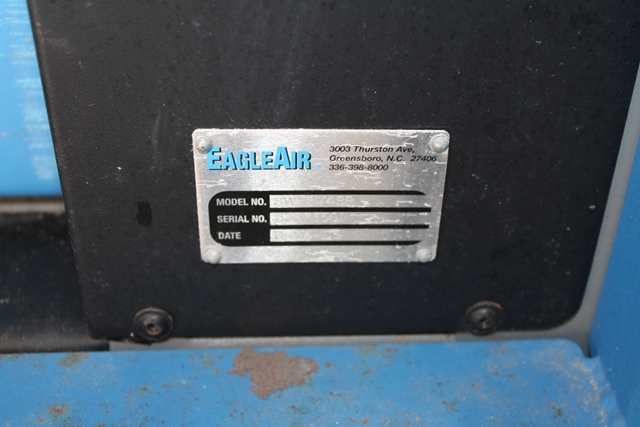 EAGLEAIR
3003 Thurston Ave,
Greensboro, N.C. 27406
336-398-8000
MODEL NO.
SERIAL NO.
DATE